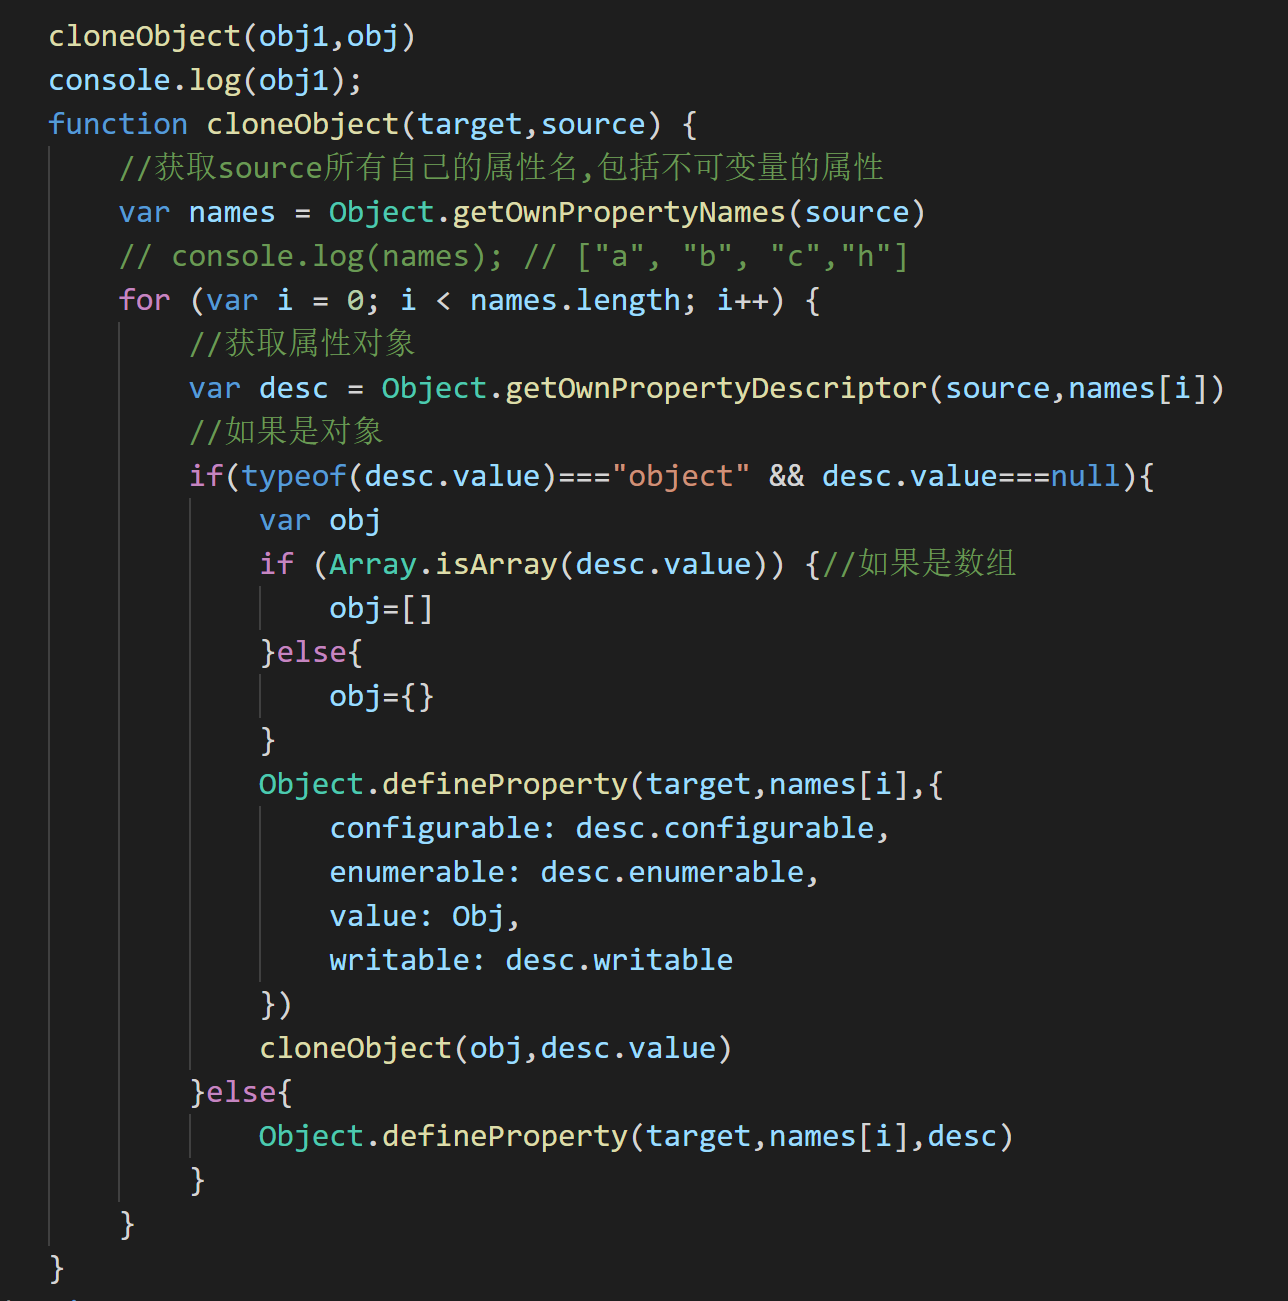 cloneObject(obj1,obj)
console.log(obj1);
function cloneObject(target,source) {
//获取source所有自己的属性名,包括不可变量的属性
var names = Object.getOwnPropertyNames(source)
// console.log(names); // ["a", "b", "c","h"]
for (var i = 0; i < names.length; i++) {
//获取属性对象
var desc = Object.getOwnPropertyDescriptor(source,names[i])
//如果是对象
if(typeof(desc.value)==="object" && desc.value===null){
var obj
if (Array.isArray(desc.value)) {//如果是数组
obj=[]
}else{
obj={}
}
Object.defineProperty(target,names[i],{
configurable: desc.configurable,
enumerable: desc.enumerable,
value: Obj,
writable: desc.writable
})
cloneObject(obj,desc.value)
}else{
Object.defineProperty(target,names[i],desc)
}
}
}